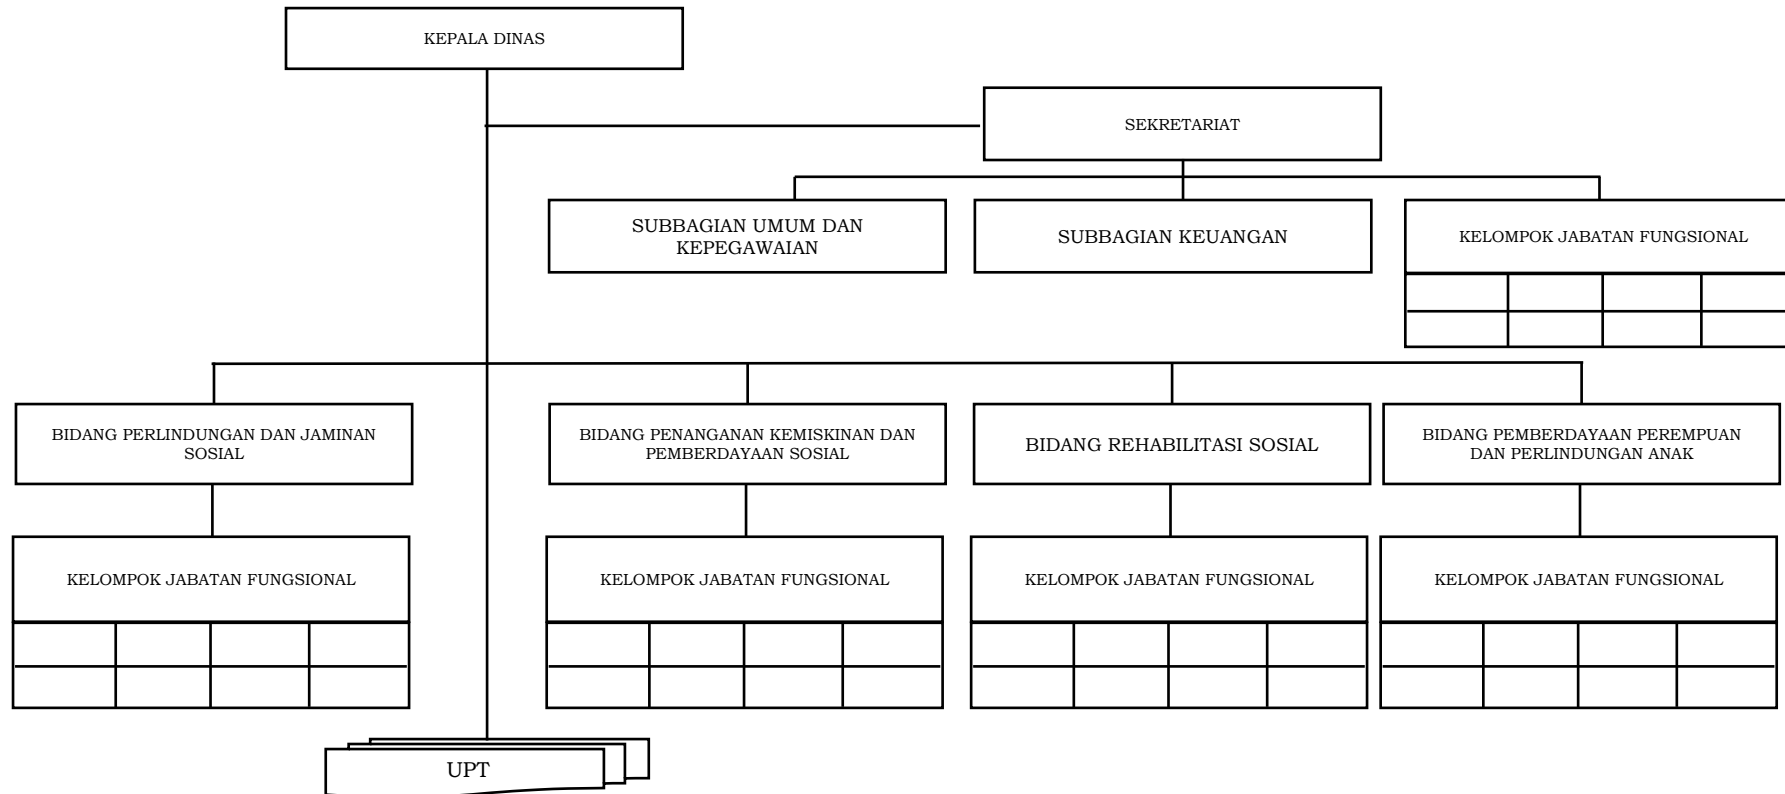 KEPALA DINAS
SEKRETARIAT
SUBBAGIAN UMUM DAN
KEPEGAWAIAN
SUBBAGIAN KEUANGAN
KELOMPOK JABATAN FUNGSIONAL
BIDANG PERLINDUNGAN DAN JAMINAN
SOSIAL
BIDANG PENANGANAN KEMISKINAN DAN
PEMBERDAYAAN SOSIAL
BIDANG REHABILITASI SOSIAL
BIDANG PEMBERDAYAAN PEREMPUAN
DAN PERLINDUNGAN ANAK
KELOMPOK JABATAN FUNGSIONAL
KELOMPOK JABATAN FUNGSIONAL
KELOMPOK JABATAN FUNGSIONAL
KELOMPOK JABATAN FUNGSIONAL
UPT